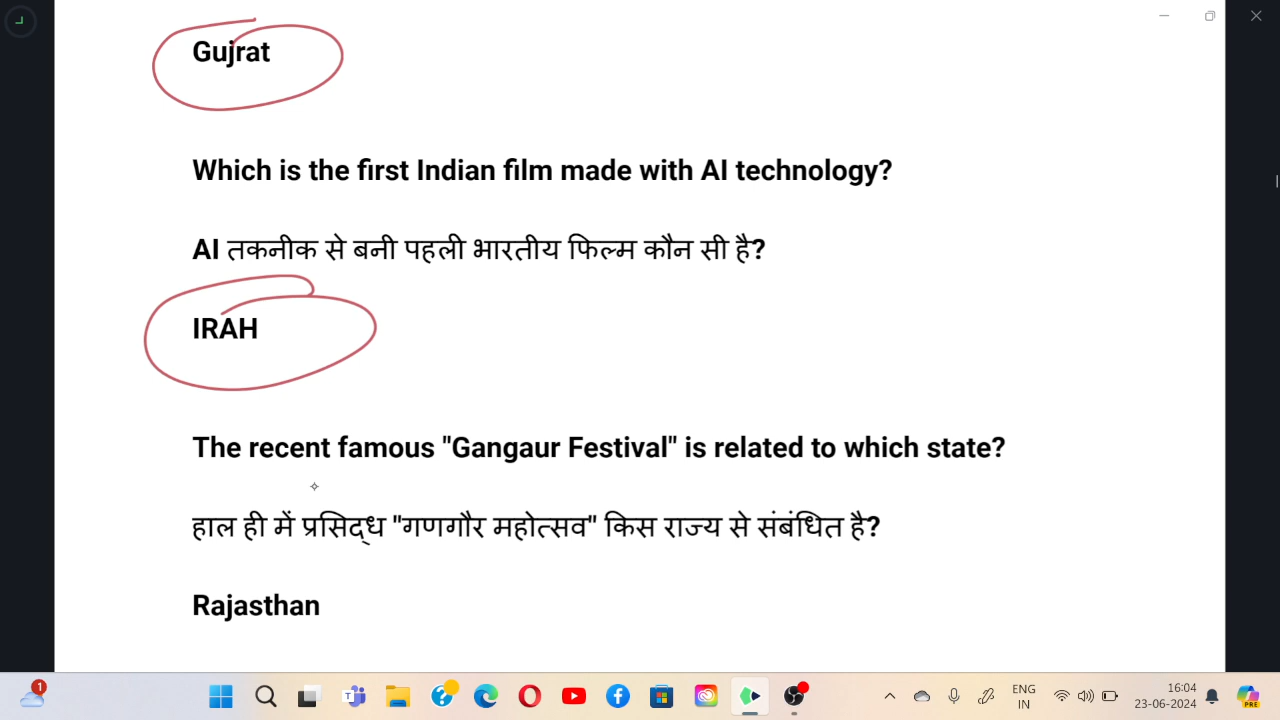 Gujrat
Which is the first Indian film made with AI technology?
AI तकनीक से बनी पहली भारतीय फिल्म कौन सी है?
IRAH
The recent famous "Gangaur Festival" is related to which state?
हाल ही में प्रसिद्ध "गणगौर महोत्सव" किस राज्य से संबंधित है?
Rajasthan
1
ENG
IN
16:04
23-06-2024
PRE